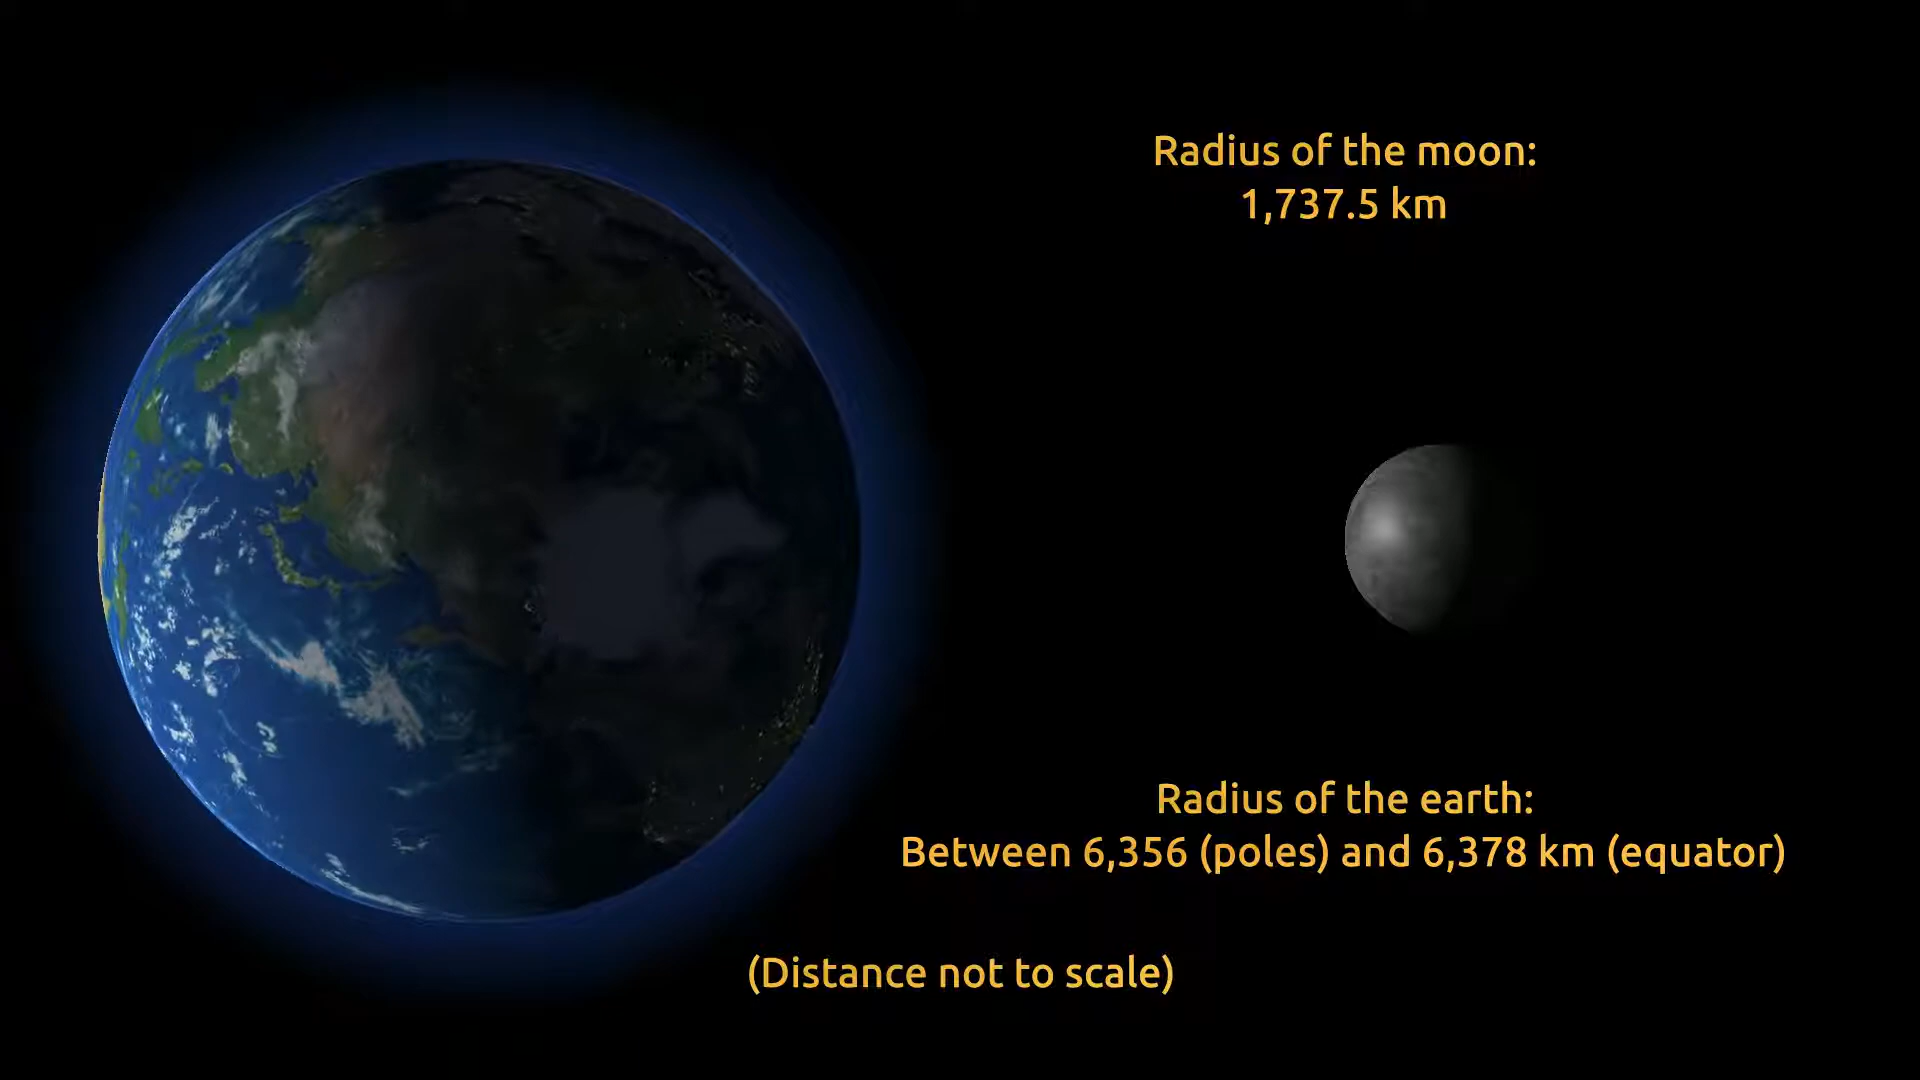 Radius of the moon:
1,737.5 km
Radius of the earth:
Between 6,356 (poles) and 6,378 km (equator)
(Distance not to scale)